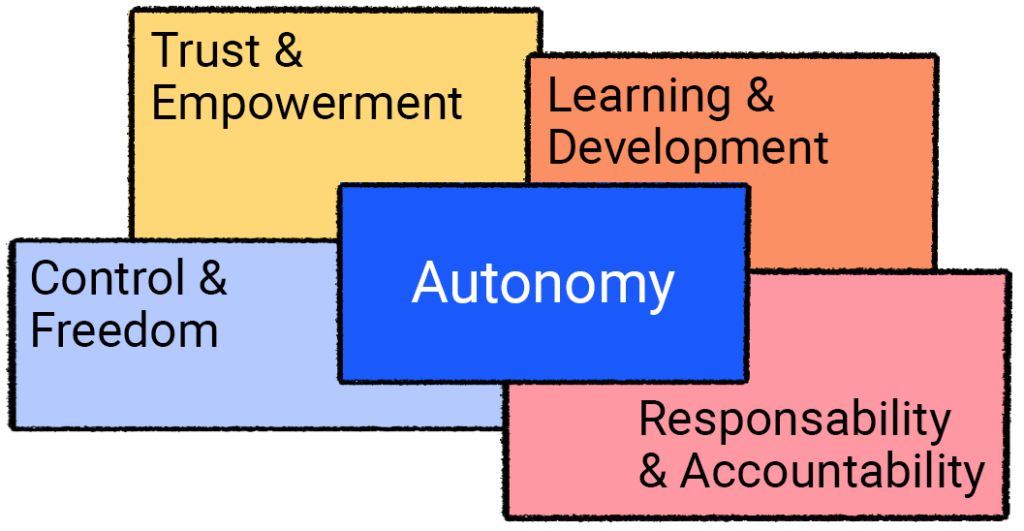 Trust &
Empowerment
Learning &
Development
Control &
Freedom
Autonomy
Responsability
& Accountability